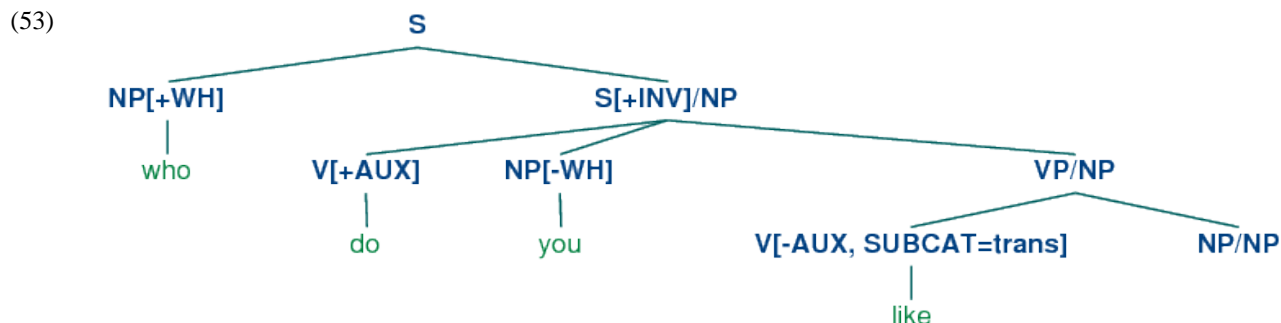 (53)
S
NP[+WH] S[+INV]/NP
who V[+AUX] NP[-WH] VP/NP
do you V[-AUX, SUBCAT=trans] NP/NP
like